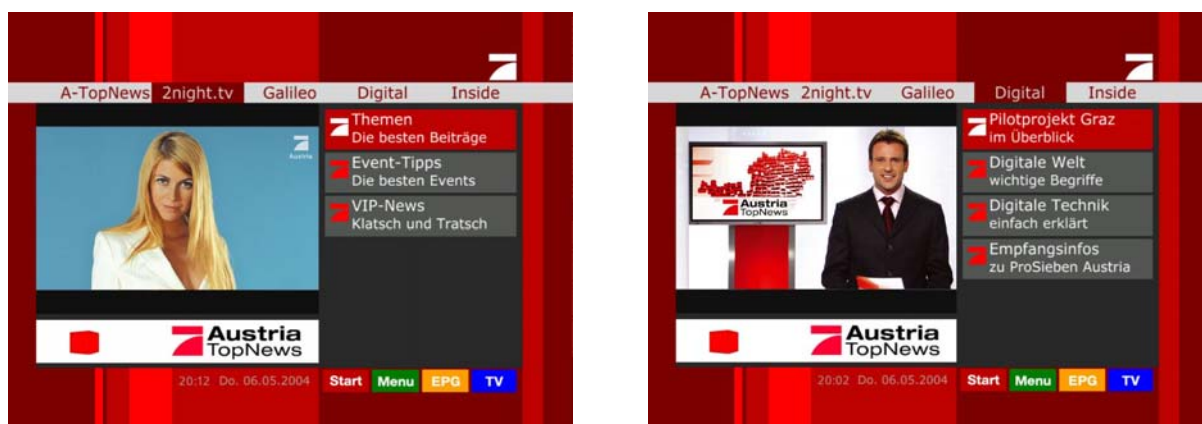 A-TopNews 2night.tv Galileo Digital Inside
Themen
Die besten Beiträge
Event-Tipps
Die besten Events
VIP-News
Klatsch und Tratsch
Austria
Austria
TopNews
20:12 Do. 06.05.2004 Start Menu EPG TV
A-TopNews 2night.tv Galileo Digital Inside
Pilotprojekt Graz
im Überblick
Digitale Welt
wichtige Begriffe
Digitale Technik
einfach erklärt
Empfangsinfos
zu ProSieben Austria
Austria
TopNews
Austria
TopNews
20:02 Do. 06.05.2004 Start Menu EPG TV